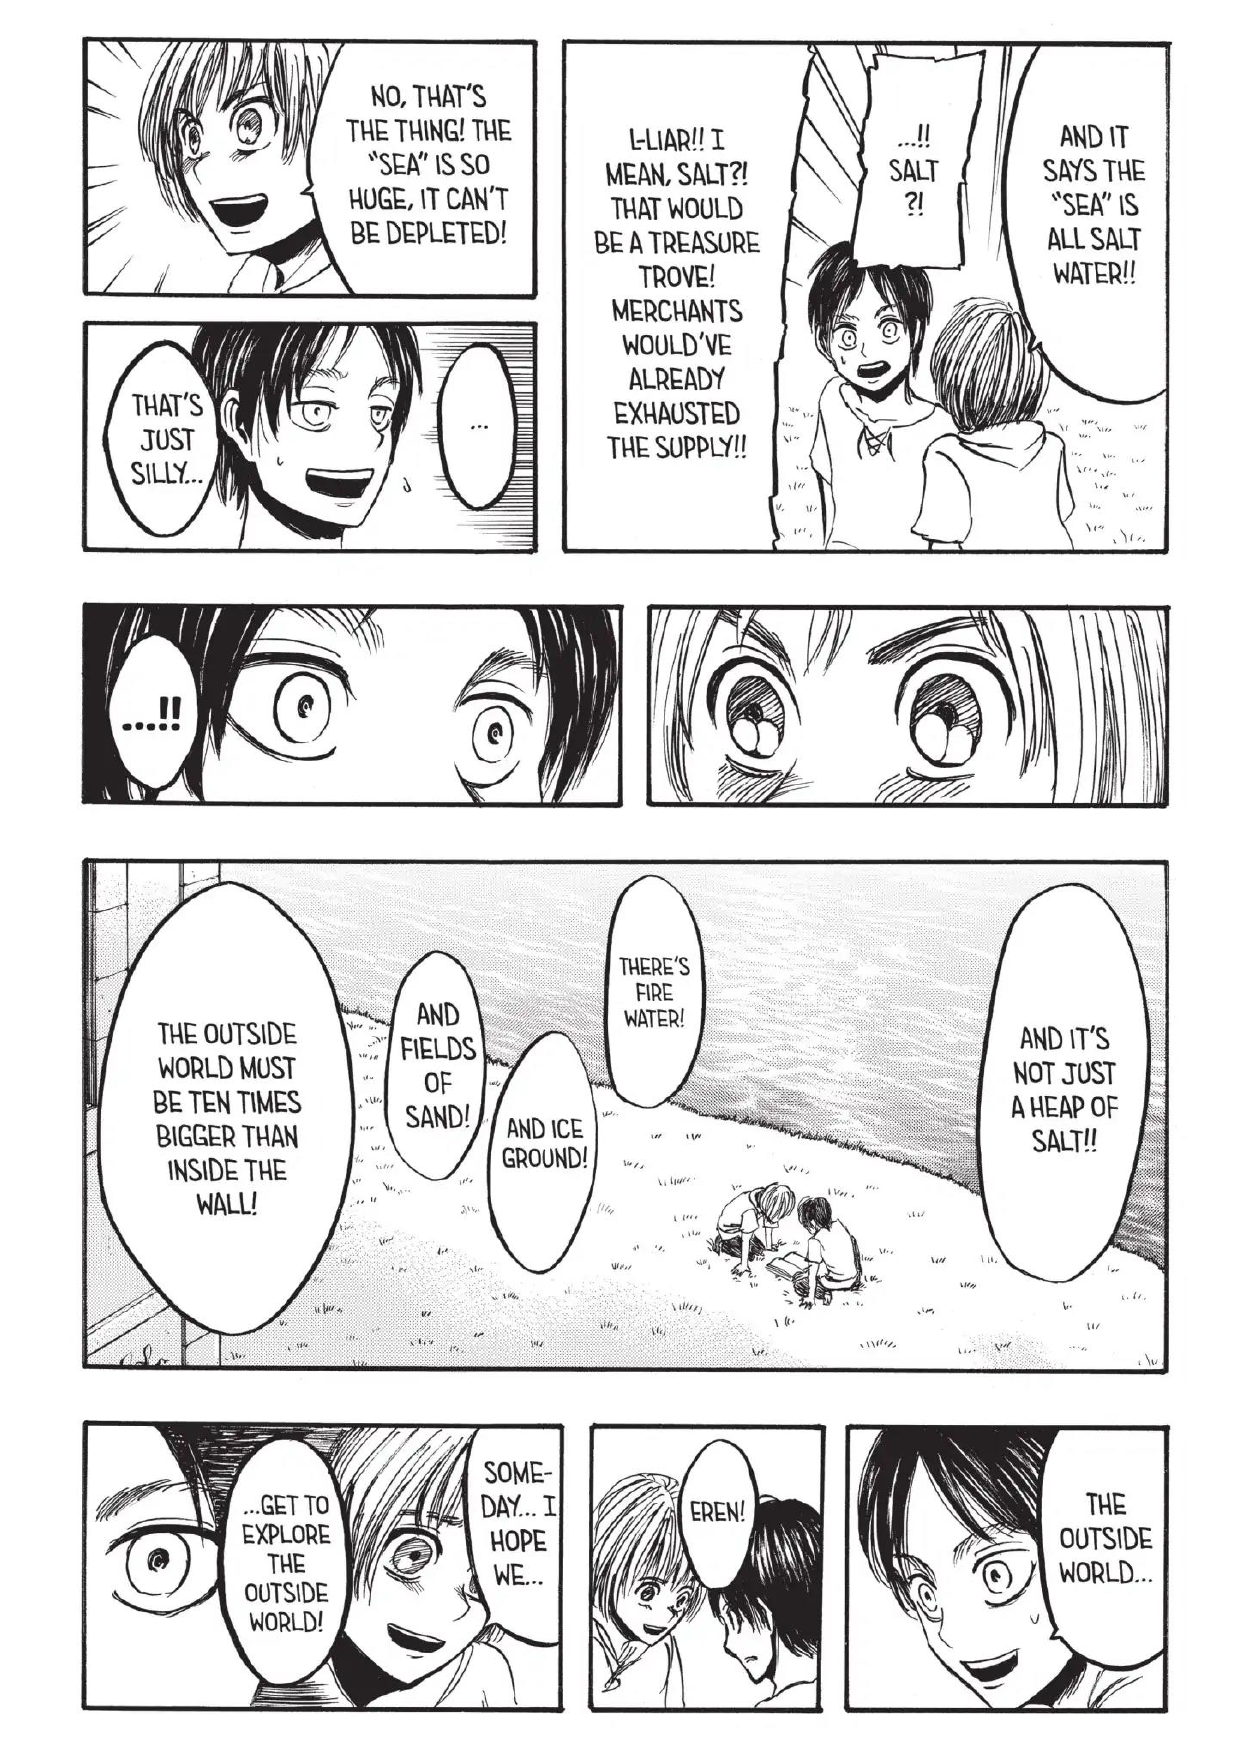 AND IT
SAYS THE
"SEA" IS
ALL SALT
WATER!!
...!!
SALT
?!
L-LIAR!! I
MEAN, SALT?!
THAT WOULD
BE A TREASURE
TROVE!
MERCHANTS
WOULD'VE
ALREADY
EXHAUSTED
THE SUPPLY!!
NO, THAT'S
THE THING! THE
"SEA" IS SO
HUGE, IT CAN'T
BE DEPLETED!
...
THAT'S
JUST
SILLY...
....!!
AND IT'S
NOT JUST
A HEAP OF
SALT!!
THERE'S
FIRE
WATER!
AND ICE
GROUND!
AND
FIELDS
OF
SAND!
THE OUTSIDE
WORLD MUST
BE TEN TIMES
BIGGER THAN
INSIDE THE
WALL!
THE
OUTSIDE
WORLD...
EREN!
SOME-
DAY... I
HOPE
WE...
...GET TO
EXPLORE
THE
OUTSIDE
WORLD!